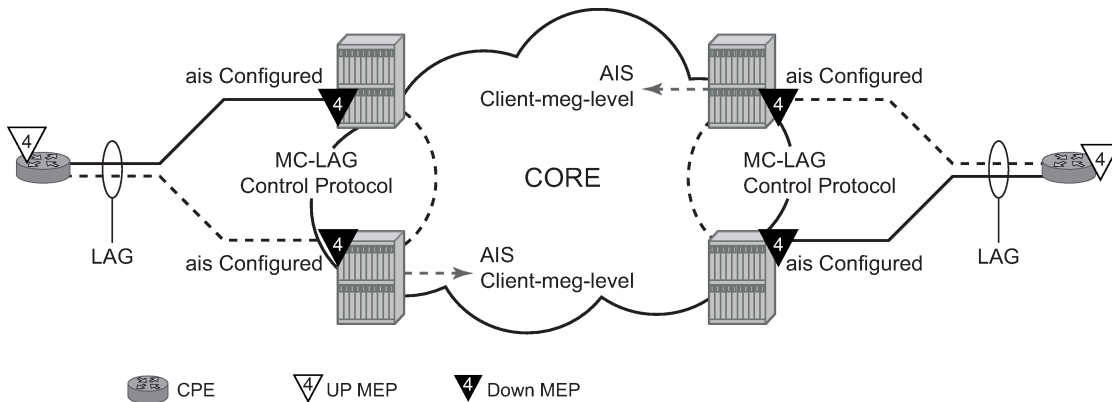 ais Configured
4
4
MC-LAG
Control Protocol
LAG
ais Configured
4
AIS
Client-meg-level
CORE
AIS
Client-meg-level
ais Configured
4
MC-LAG
Control Protocol
4
LAG
4
ais Configured
CPE
4 UP MEP
4 Down MEP